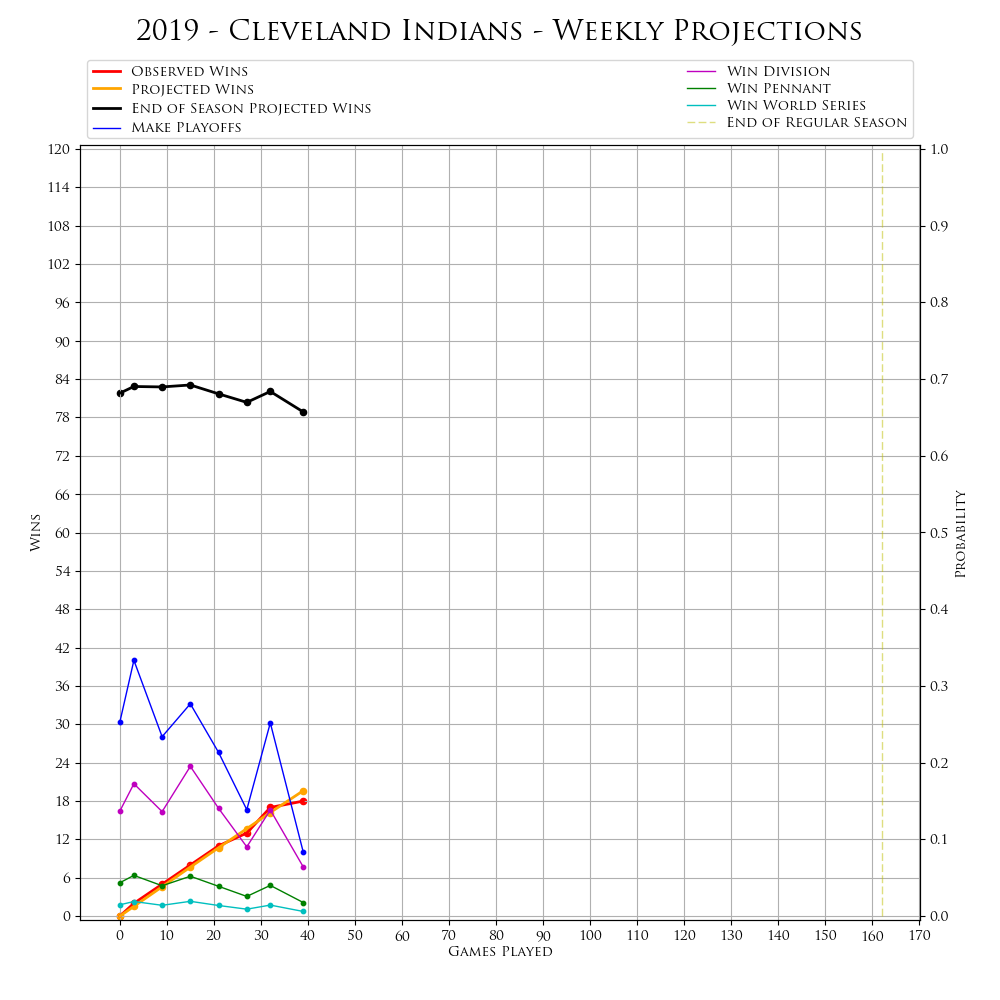 2019 - Cleveland Indians - Weekly Projections
Observed Wins
Projected Wins
End of Season Projected Wins
Make Playoffs
Win Division
Win Pennant
Win World Series
End of Regular Season
120
114
108
102
96
90
84
78
72
66
60
54
48
42
36
30
24
18
12
6
0
Wins
1.0
0.9
0.8
0.7
0.6
0.5
0.4
0.3
0.2
0.1
0.0
Probability
0 10 20 30 40 50 60 70 80 90 100 110 120 130 140 150 160 170
Games Played